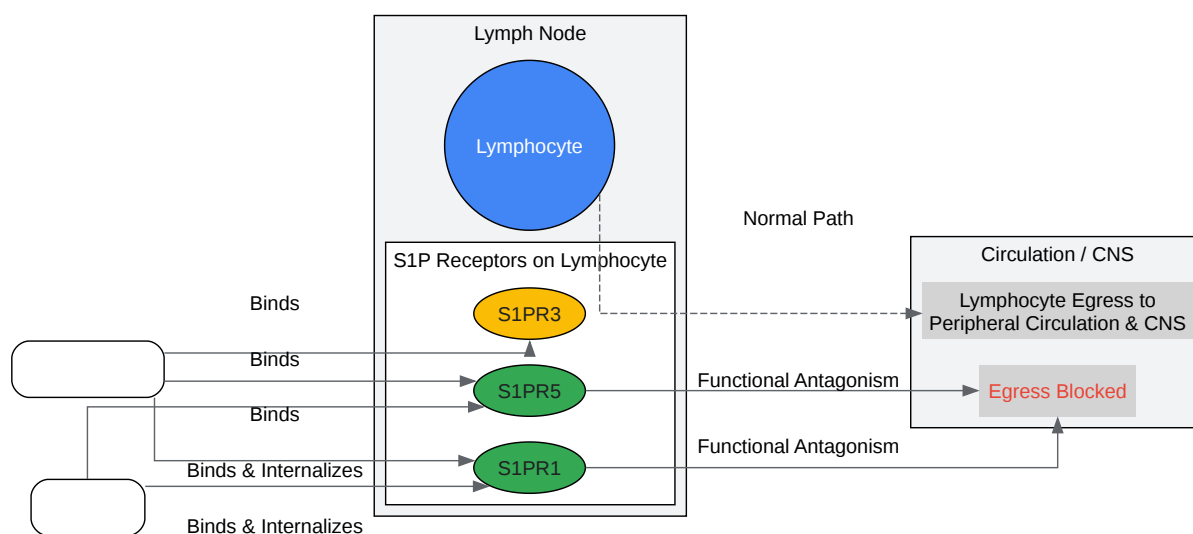 Lymph Node
Lymphocyte
Normal Path
S1P Receptors on Lymphocyte
Circulation / CNS
Binds
S1PR3
Lymphocyte Egress to
Peripheral Circulation & CNS
Binds
S1PR5
Functional Antagonism
Egress Blocked
Binds
Functional Antagonism
Binds & Internalizes
S1PR1
Binds & Internalizes